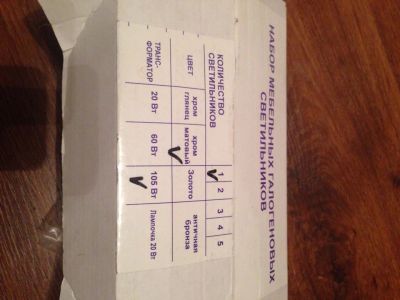 НАБОР МЕБЕЛЬНЫХ ГАЛОГЕНОВЫХ
СВЕТИЛЬНИКОВ
КОЛИЧЕСТВО
СВЕТИЛЬНИКОВ
1 2 3 4 5
ЦВЕТ
хром
глянец
хром
матовый
Золото
античная
бронза
ТРАНС-
ФОРМАТОР
20 Вт
60 Вт
105 Вт
Лампочка 20 Вт